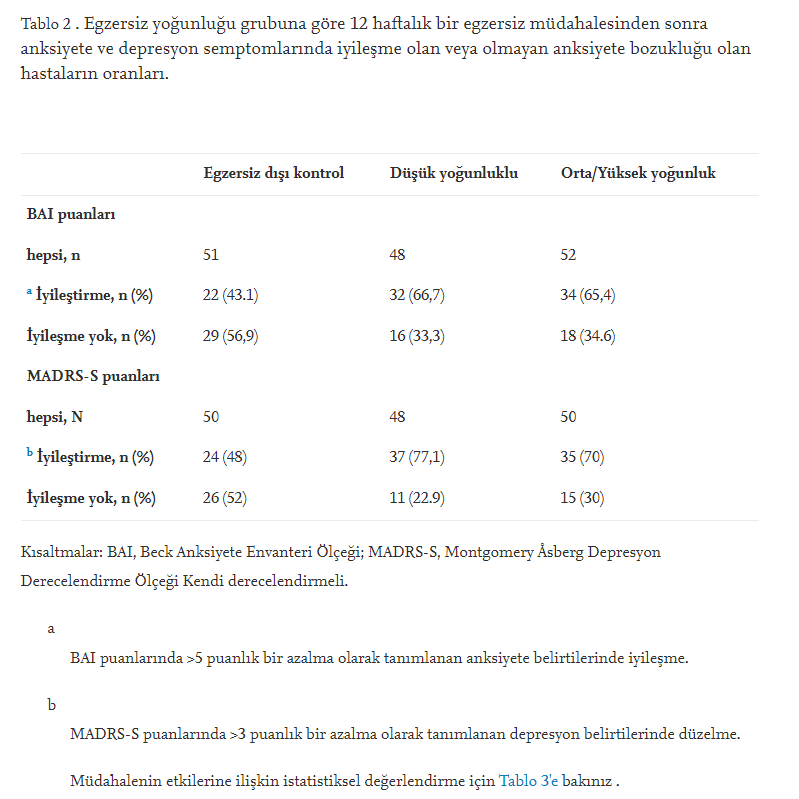 Tablo 2 . Egzersiz yoğunluğu grubuna göre 12 haftalık bir egzersiz müdahalesinden sonra
anksiyete ve depresyon semptomlarında iyileşme olan veya olmayan anksiyete bozukluğu olan
hastaların oranları.
Egzersiz dışı kontrol Düşük yoğunluklu Orta/Yüksek yoğunluk
BAI puanları
hepsi, n 51 48 52
a İyileştirme, n (%) 22 (43.1) 32 (66,7) 34 (65,4)
İyileşme yok, n (%) 29 (56,9) 16 (33,3) 18 (34.6)
MADRS-S puanları
hepsi, N 50 48 50
b İyileştirme, n (%) 24 (48) 37 (77,1) 35 (70)
İyileşme yok, n (%) 26 (52) 11 (22.9) 15 (30)
Kısaltmalar: BAI, Beck Anksiyete Envanteri Ölçeği; MADRS-S, Montgomery Åsberg Depresyon
Derecelendirme Ölçeği Kendi derecelendirmeli.
a
BAI puanlarında >5 puanlık bir azalma olarak tanımlanan anksiyete belirtilerinde iyileşme.
b
MADRS-S puanlarında >3 puanlık bir azalma olarak tanımlanan depresyon belirtilerinde düzelme.
Müdahalenin etkilerine ilişkin istatistiksel değerlendirme için Tablo 3'e bakınız .